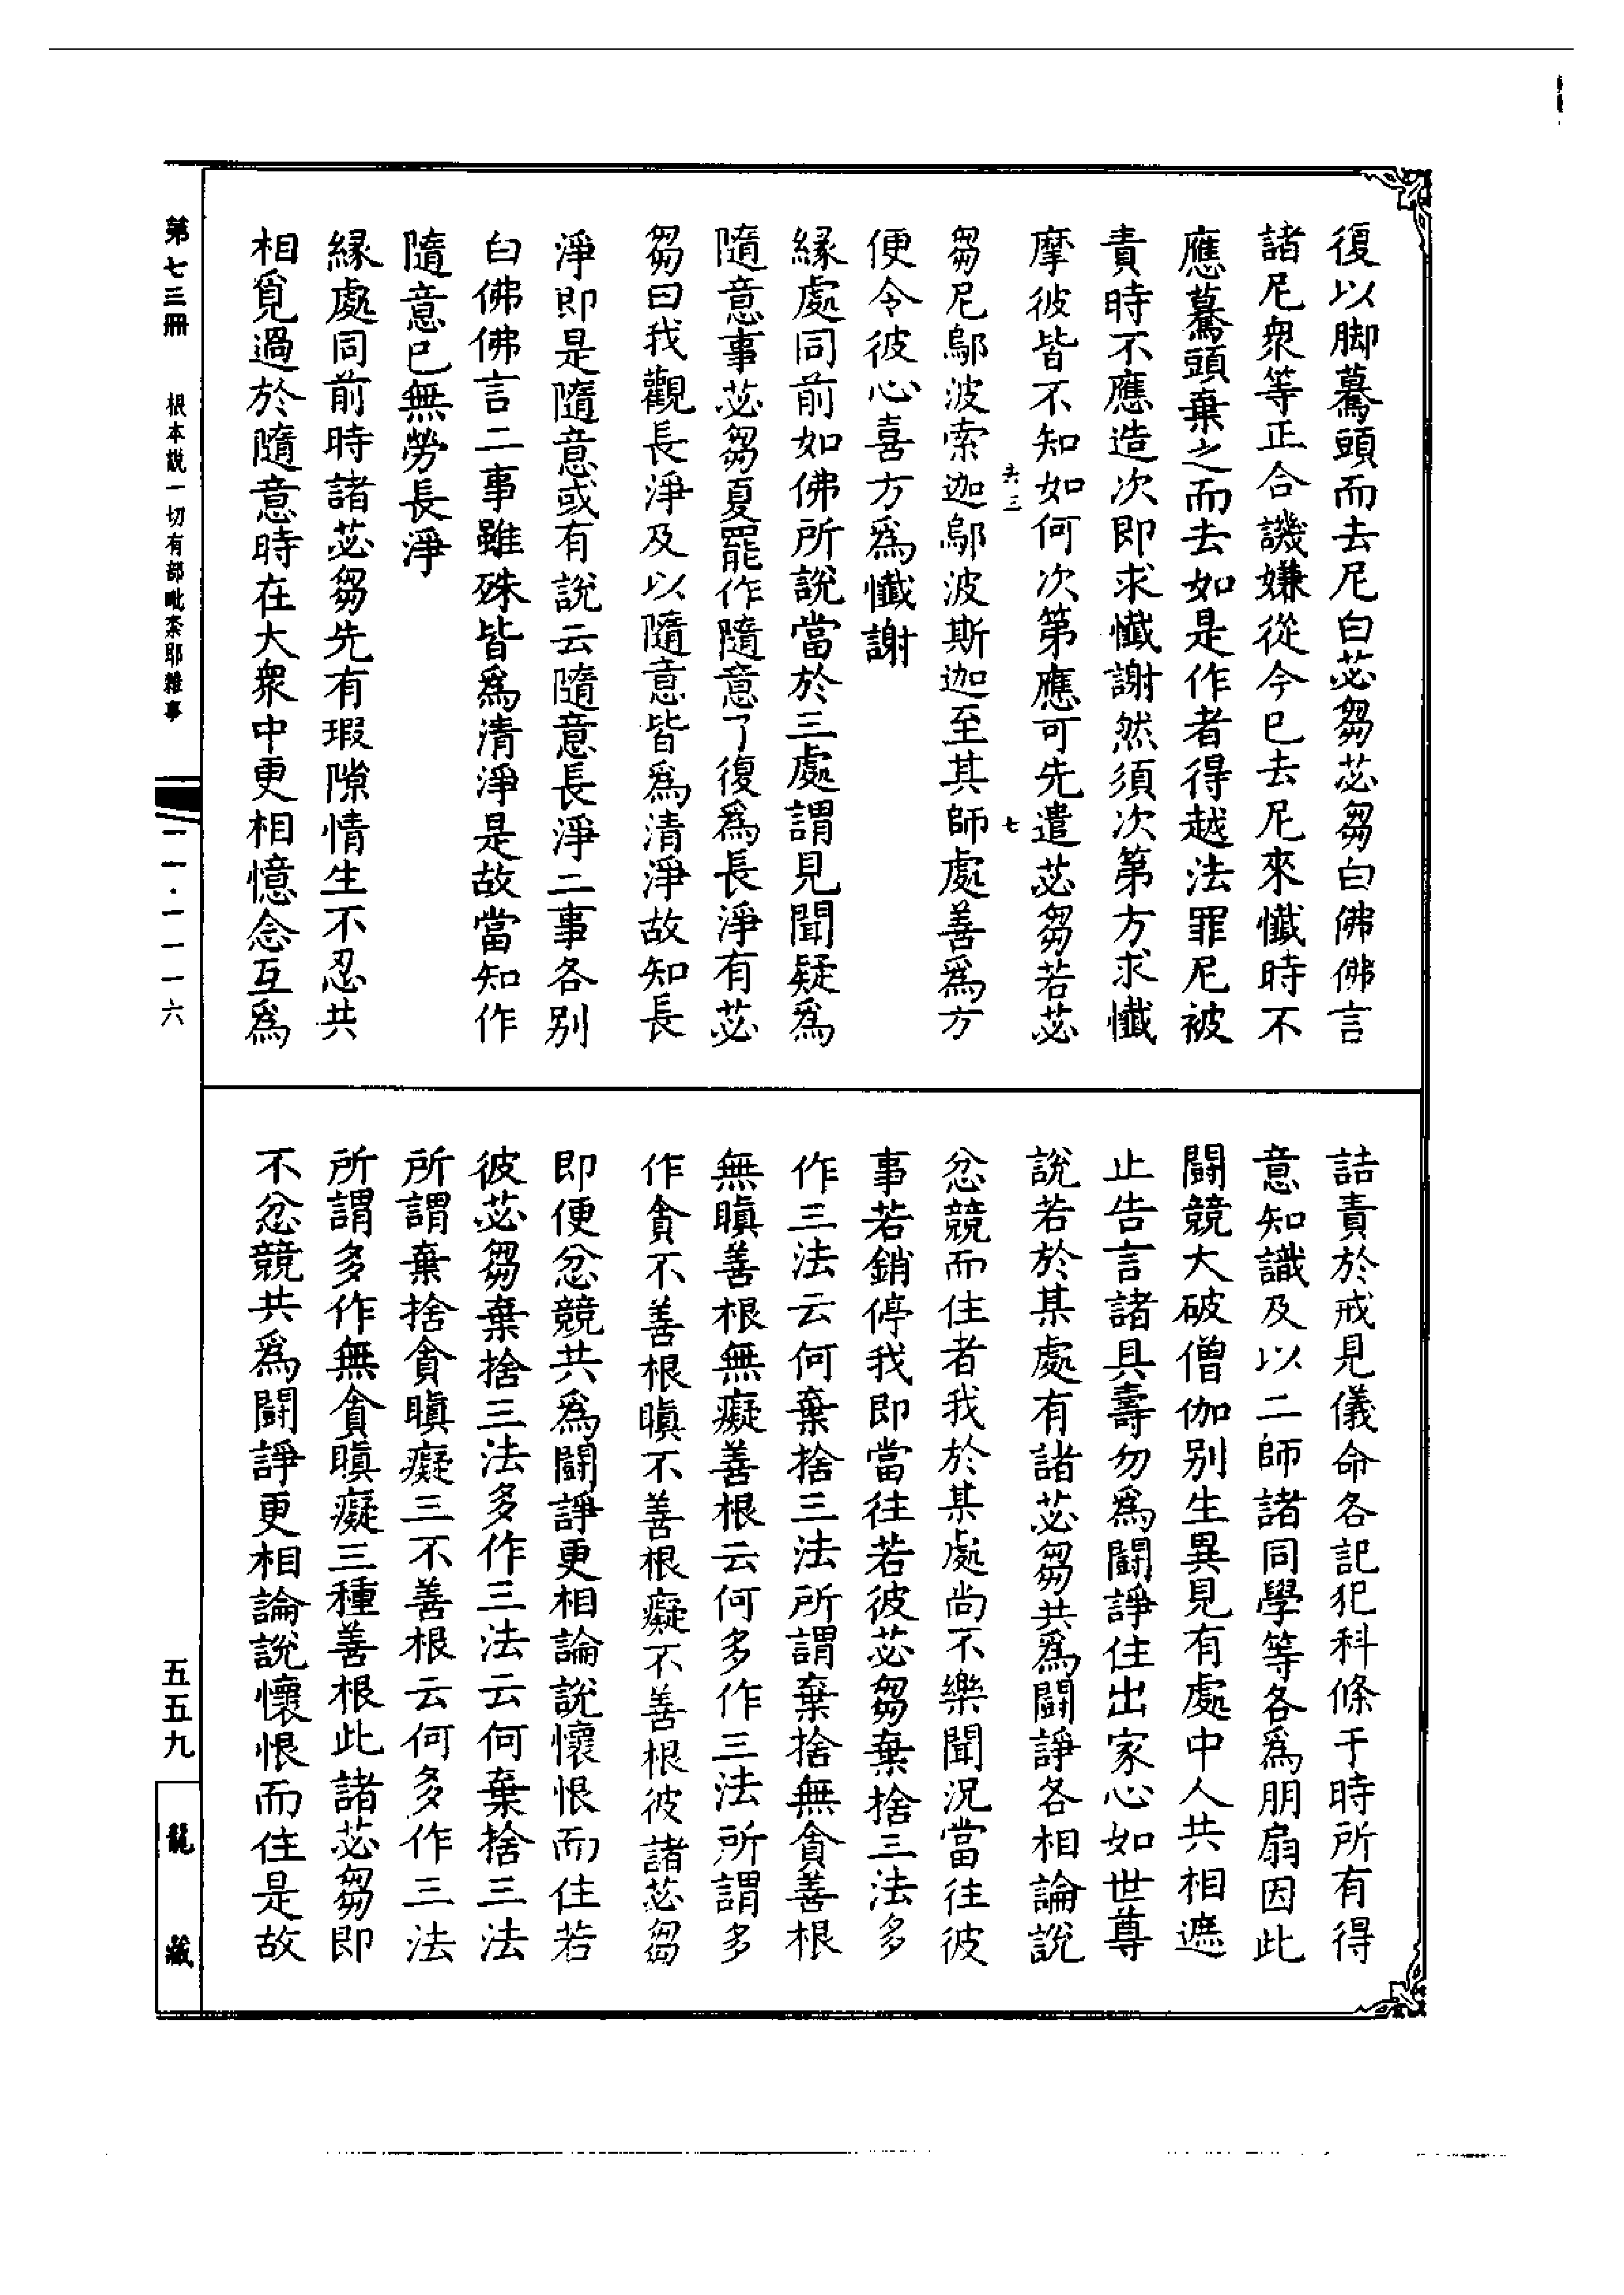 復以脚驀頭而去尼白苾芻苾芻白佛佛言
諸尼衆等正合譏嫌從今已去尼來懺時不
應驀頭棄之而去如是作者得越法罪尼被
責時不應造次即求懺謝然須次第方求懺
摩彼皆不知如何次第應可先遣苾芻若苾
六三
七
芻尼鄔波索迦鄔波斯迦至其師處善爲方
便令彼心喜方爲懺謝
緣處同前如佛所說當於三處謂見聞疑爲
隨意事苾芻夏罷作隨意了復爲長淨有苾
芻曰我觀長淨及以隨意皆爲清淨故知長
淨即是隨意或有說云隨意長淨二事各別
白佛佛言二事雖殊皆爲清淨是故當知作
隨意已無勞長淨
緣處同前時諸苾芻先有瑕隙情生不忍共
相覓過於隨意時在大衆中更相憶念互爲
詰責於戒見儀命各記犯科條于時所有得
意知識及以二師諸同學等各爲朋扇因此
鬪競大破僧伽別生異見有處中人共相遮
止告言諸具壽勿爲鬪諍住出家心如世尊
說若於某處有諸苾芻共爲鬪諍各相論說
忿競而住者我於某處尚不樂聞況當往彼
事若銷停我即當往若彼苾芻棄捨三法多
作三法云何棄捨三法所謂棄捨無貪善根
無瞋善根無癡善根云何多作三法所謂多
作貪不善根瞋不善根癡不善根彼諸苾芻
即便忿競共爲鬪諍更相論說懷恨而住若
彼苾芻棄捨三法多作三法云何棄捨三法
所謂棄捨貪瞋癡三不善根云何多作三法
所謂多作無貪瞋癡三種善根此諸苾芻即
不忿競共爲鬪諍更相論說懷恨而住是故
第七三冊
根本說一切有部毗柰耶雜事
一一·一一一六
五五九
龍藏